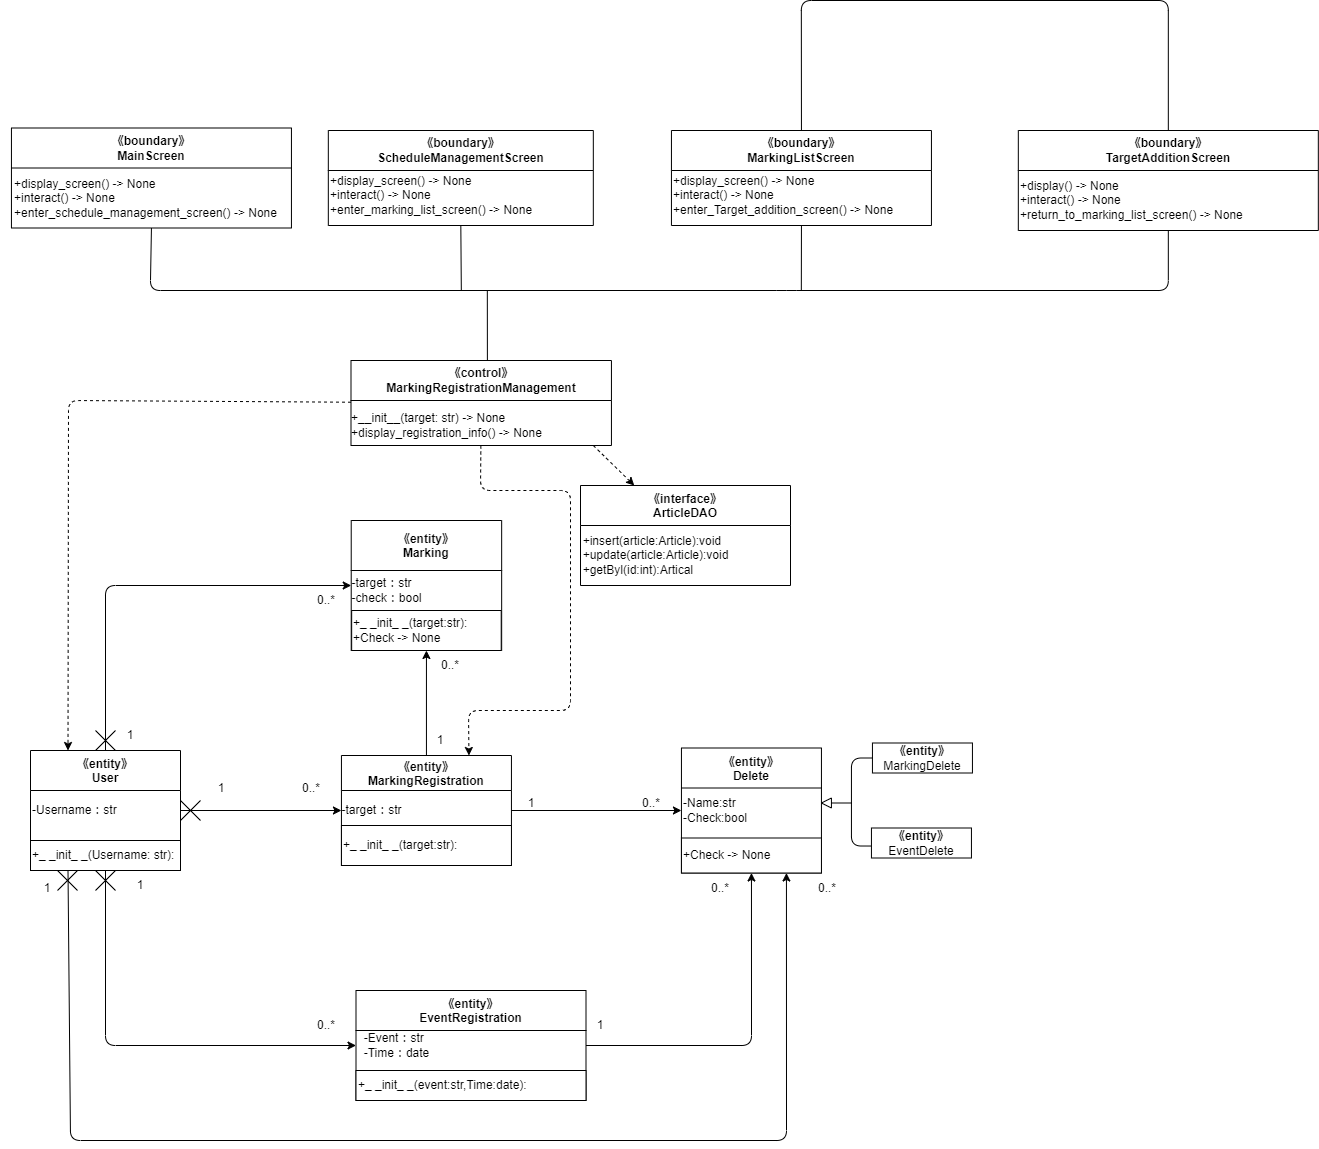 《boundary》
MainScreen
+display_screen() -> None
+interact() -> None
+enter_schedule_management_screen() -> None
《boundary》
ScheduleManagementScreen
+display_screen() -> None
+interact() -> None
+enter_marking_list_screen() -> None
《boundary》
MarkingListScreen
+display_screen() -> None
+interact() -> None
+enter_Target_addition_screen() -> None
《boundary》
TargetAdditionScreen
+display() -> None
+interact() -> None
+return_to_marking_list_screen() -> None
《control》
MarkingRegistrationManagement
+__init__(target: str) -> None
+display_registration_info() -> None
《interface》
ArticleDAO
+insert(article:Article):void
+update(article:Article):void
+getByI(id:int):Artical
《entity》
Marking
-target : str
-check : bool
+_ _init_ _(target:str):
+Check -> None
0..*
0..*
1
1
《entity》
User
-Username : str
+_ _init_ _(Username: str):
1
0..*
《entity》
MarkingRegistration
-target : str
+_ _init_ _(target:str):
1
0..*
《entity》
Delete
-Name:str
-Check:bool
+Check -> None
《entity》
MarkingDelete
《entity》
EventDelete
1
1
0..*
0..*
0..*
《entity》
EventRegistration
-Event : str
-Time : date
+_ _init_ _(event:str,Time:date):
1